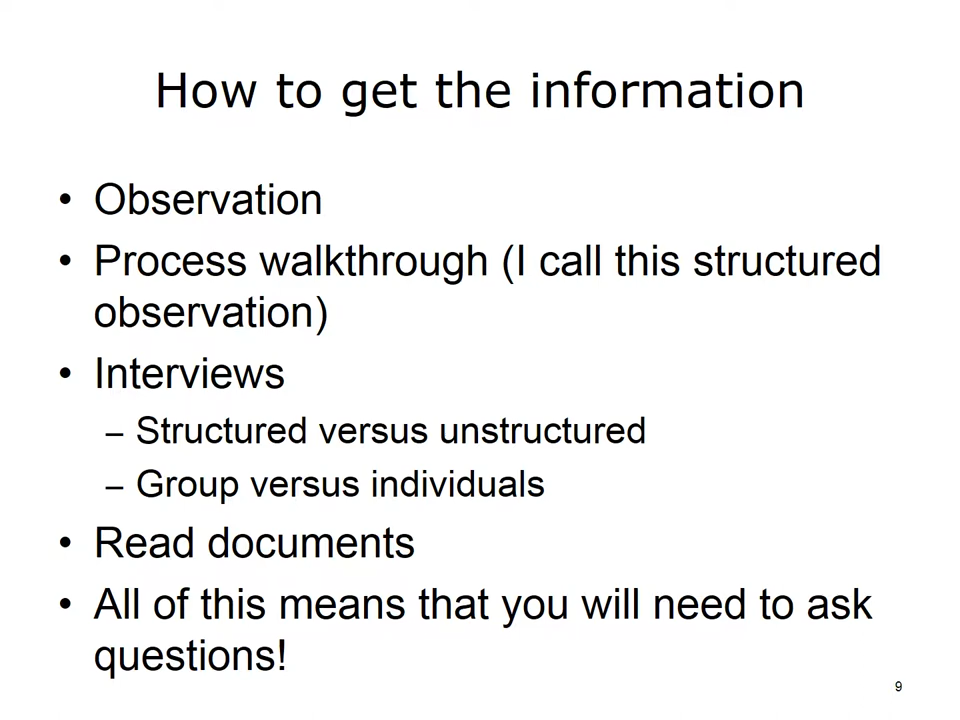 How to get the information
• Observation
• Process walkthrough (I call this structured
observation)
• Interviews
– Structured versus unstructured
– Group versus individuals
• Read documents
• All of this means that you will need to ask
questions!
9